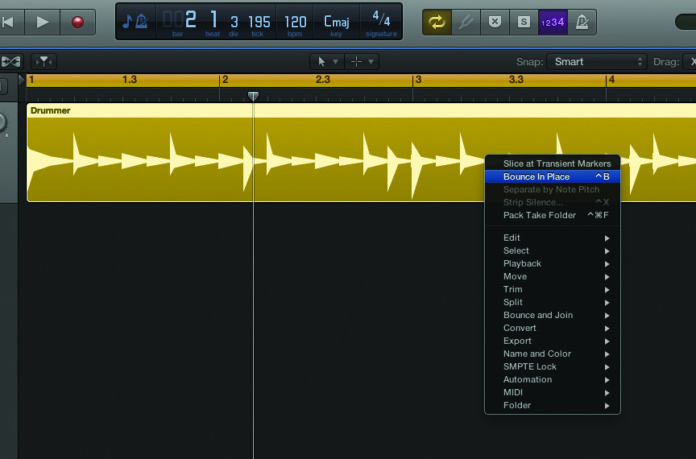 002 1 3 195 120 Cmaj 4/4
bar beat div tick bpm key signature
S 1234
Snap: Smart Drag:
1 1.3 2 2.3 3 3.3 4
Drummer
Slice at Transient Markers
Bounce In Place ^B
Separate by Note Pitch
Strip Silence... ^X
Pack Take Folder ^⌘F
Edit
Select
Playback
Move
Trim
Split
Bounce and Join
Convert
Export
Name and Color
SMPTE Lock
Automation
MIDI
Folder